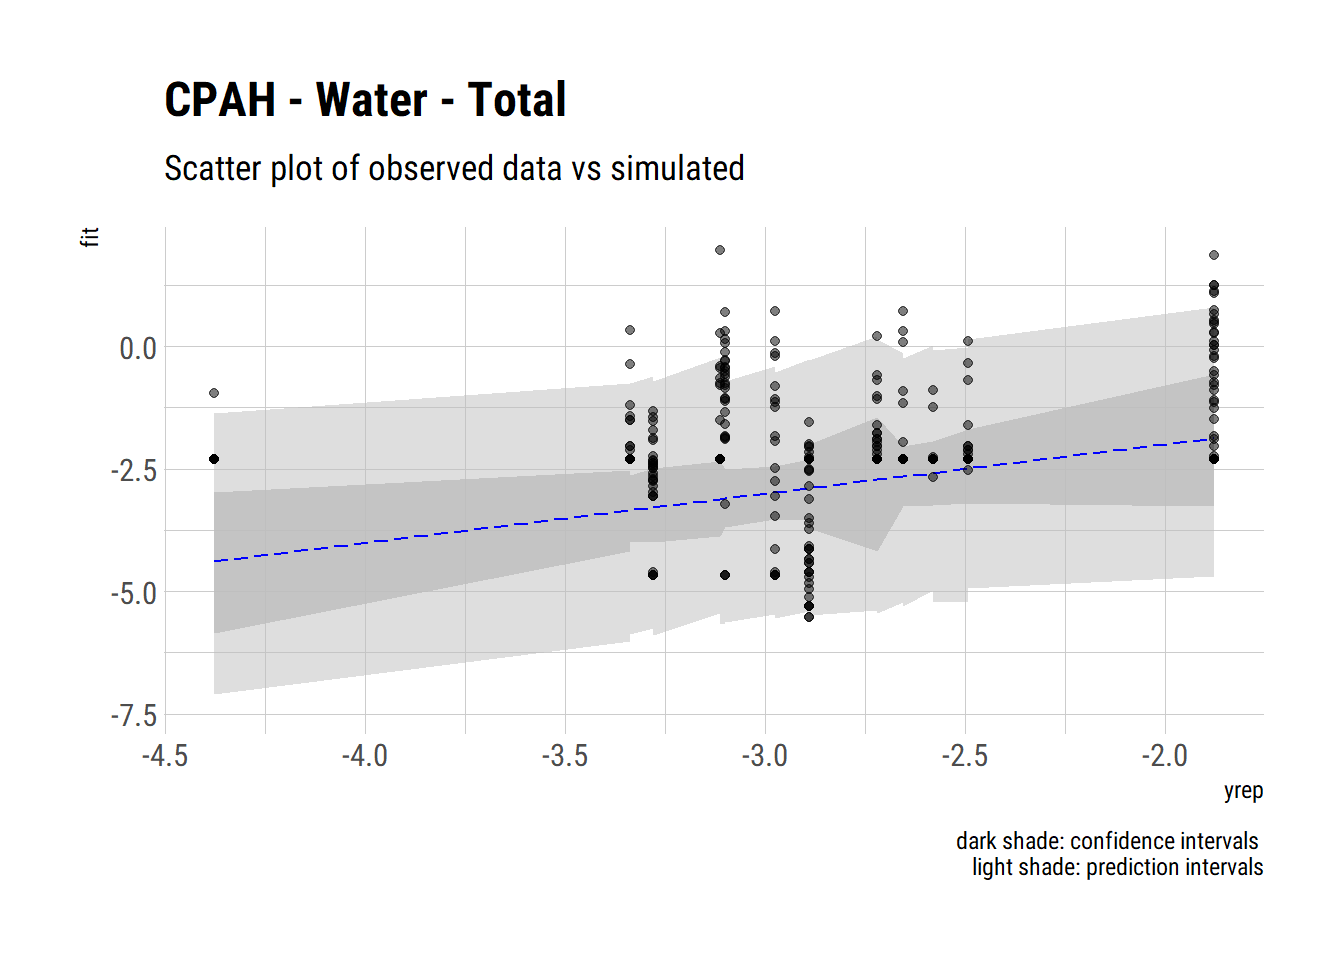 CPAH - Water - Total
Scatter plot of observed data vs simulated
fit
0.0
-2.5
-5.0
-7.5
-4.5 -4.0 -3.5 -3.0 -2.5 -2.0
yrep
dark shade: confidence intervals
light shade: prediction intervals